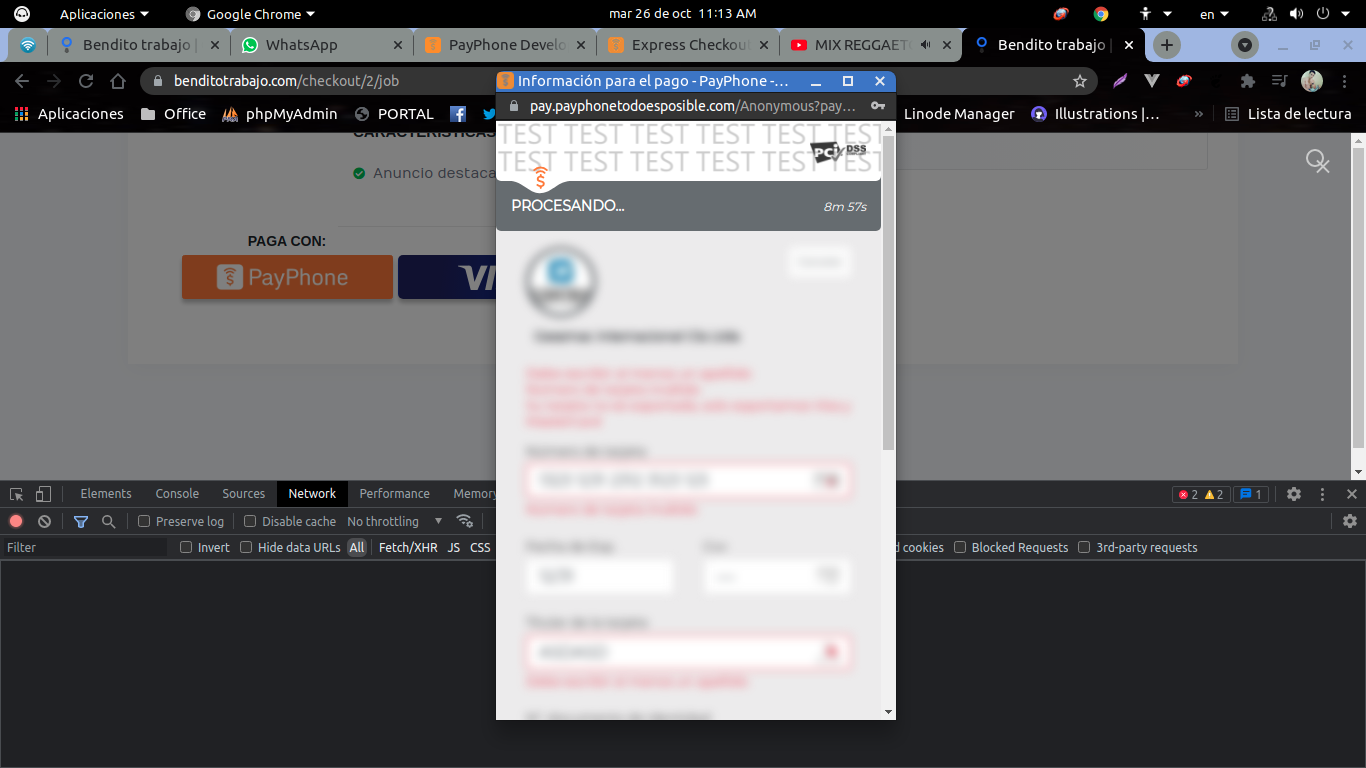 Aplicaciones
Google Chrome
mar 26 de oct 11:13 AM
en
Bendito trabajo |
WhatsApp
PayPhone Develo
Express Checkout
MIX REGGAET
Bendito trabajo |
benditotrabajo.com/checkout/2/job
Aplicaciones
Office
phpMyAdmin
PORTAL
Linode Manager
Illustrations |...
»
Lista de lectura
CARACTERÍSTICAS
Anuncio destaca
PAGA CON:
PayPhone
Información para el pago - PayPhone -...
pay.payphonetodoesposible.com/Anonymous?pay...
TEST TEST TEST TEST TEST TEST
TEST TEST TEST TEST TEST TEST
PCI DSS
PROCESANDO...
8m 57s
Elements
Console
Sources
Network
Performance
Memory
2
2
1
Preserve log
Disable cache
No throttling
Filter
Invert
Hide data URLs
All
Fetch/XHR
JS
CSS
d cookies
Blocked Requests
3rd-party requests